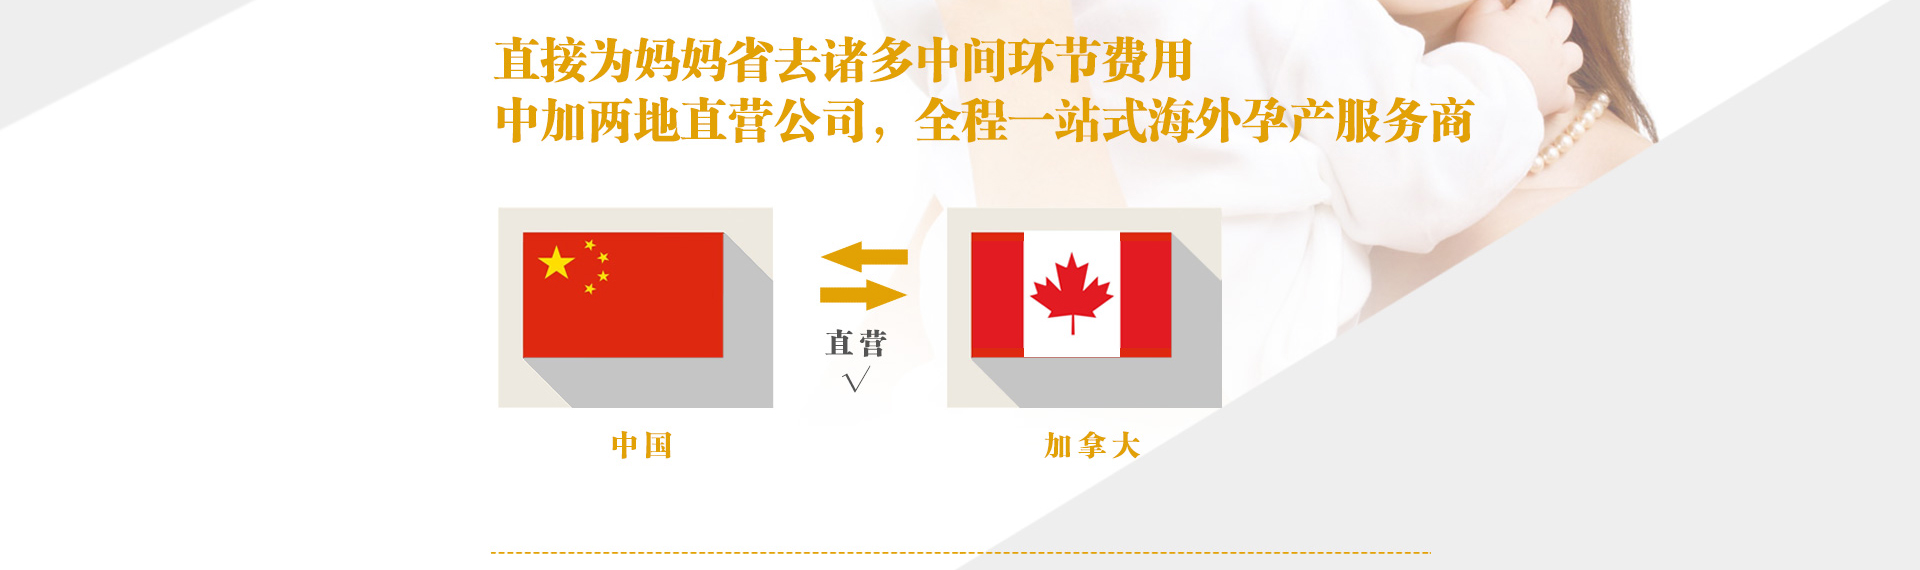 直接为妈妈省去诸多中间环节费用
中加两地直营公司，全程一站式海外孕产服务商
直营
√
中国
加拿大